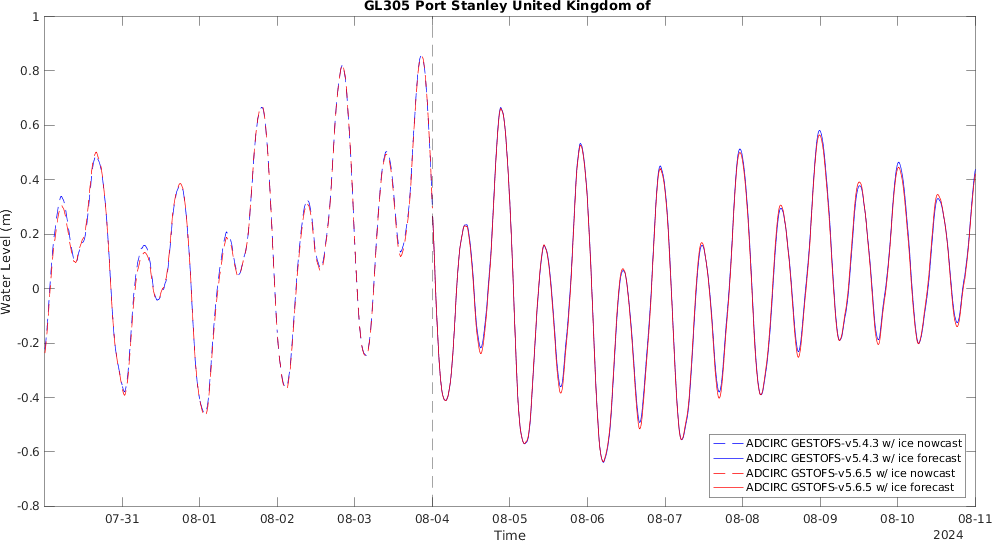 GL305 Port Stanley United Kingdom of
Water Level (m)
1
0.8
0.6
0.4
0.2
0
-0.2
-0.4
-0.6
-0.8
ADCIRC GESTOFS-v5.4.3 w/ ice nowcast
ADCIRC GESTOFS-v5.4.3 w/ ice forecast
ADCIRC GSTOFS-v5.6.5 w/ ice nowcast
ADCIRC GSTOFS-v5.6.5 w/ ice forecast
07-31 08-01 08-02 08-03 08-04 08-05 08-06 08-07 08-08 08-09 08-10 08-11
Time
2024